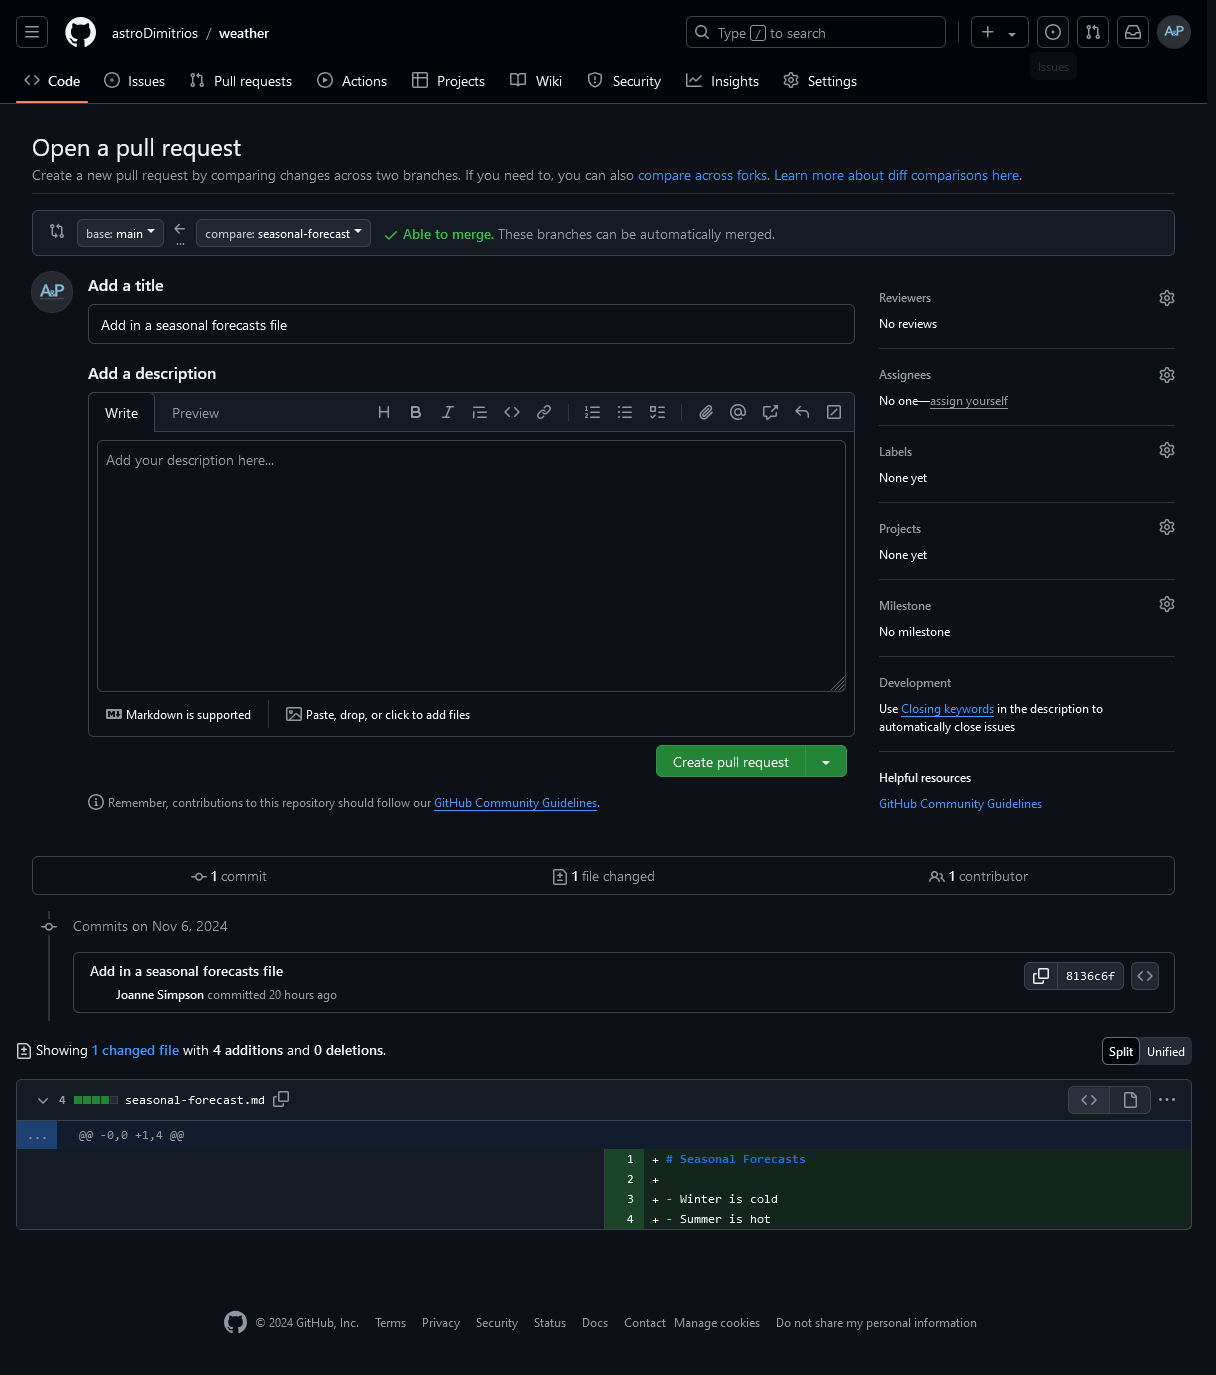 astroDimitrios / weather
Type / to search
A&P
Code Issues Pull requests Actions Projects Wiki Security Insights Settings
Issues
Open a pull request
Create a new pull request by comparing changes across two branches. If you need to, you can also compare across forks. Learn more about diff comparisons here.
base: main ... compare: seasonal-forecast Able to merge. These branches can be automatically merged.
A&P
Add a title
Add in a seasonal forecasts file
Add a description
Write Preview
Add your description here...
Markdown is supported Paste, drop, or click to add files
Create pull request
Remember, contributions to this repository should follow our GitHub Community Guidelines.
Reviewers
No reviews
Assignees
No one—assign yourself
Labels
None yet
Projects
None yet
Milestone
No milestone
Development
Use Closing keywords in the description to
automatically close issues
Helpful resources
GitHub Community Guidelines
1 commit 1 file changed 1 contributor
Commits on Nov 6, 2024
Add in a seasonal forecasts file
Joanne Simpson committed 20 hours ago
8136c6f
Showing 1 changed file with 4 additions and 0 deletions.
Split Unified
4 seasonal-forecast.md
... @@ -0,0 +1,4 @@
1 + # Seasonal Forecasts
2 +
3 + - Winter is cold
4 + - Summer is hot
© 2024 GitHub, Inc. Terms Privacy Security Status Docs Contact Manage cookies Do not share my personal information